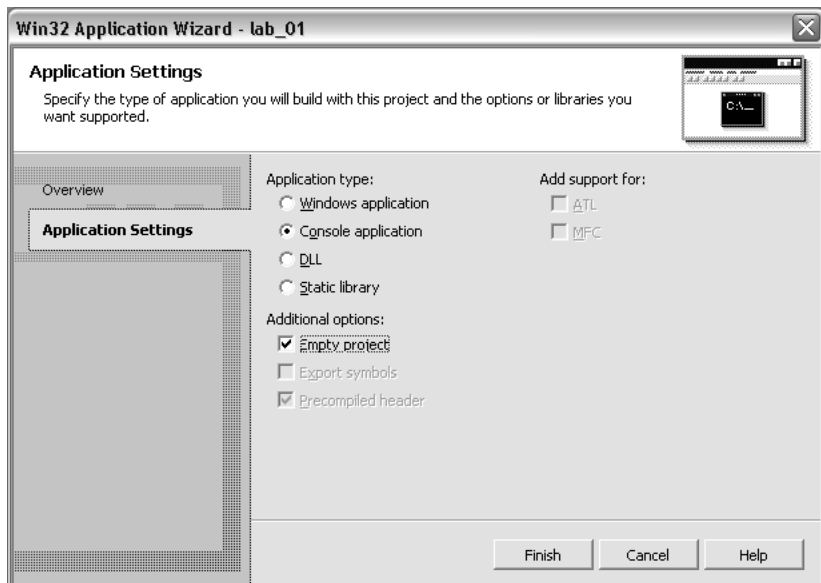 Win32 Application Wizard - lab_01
Application Settings
Specify the type of application you will build with this project and the options or libraries you
want supported.
C:\_
Overview
Application Settings
Application type:
Windows application
Console application
DLL
Static library
Additional options:
Empty project
Export symbols
Precompiled header
Add support for:
ATL
MFC
Finish
Cancel
Help